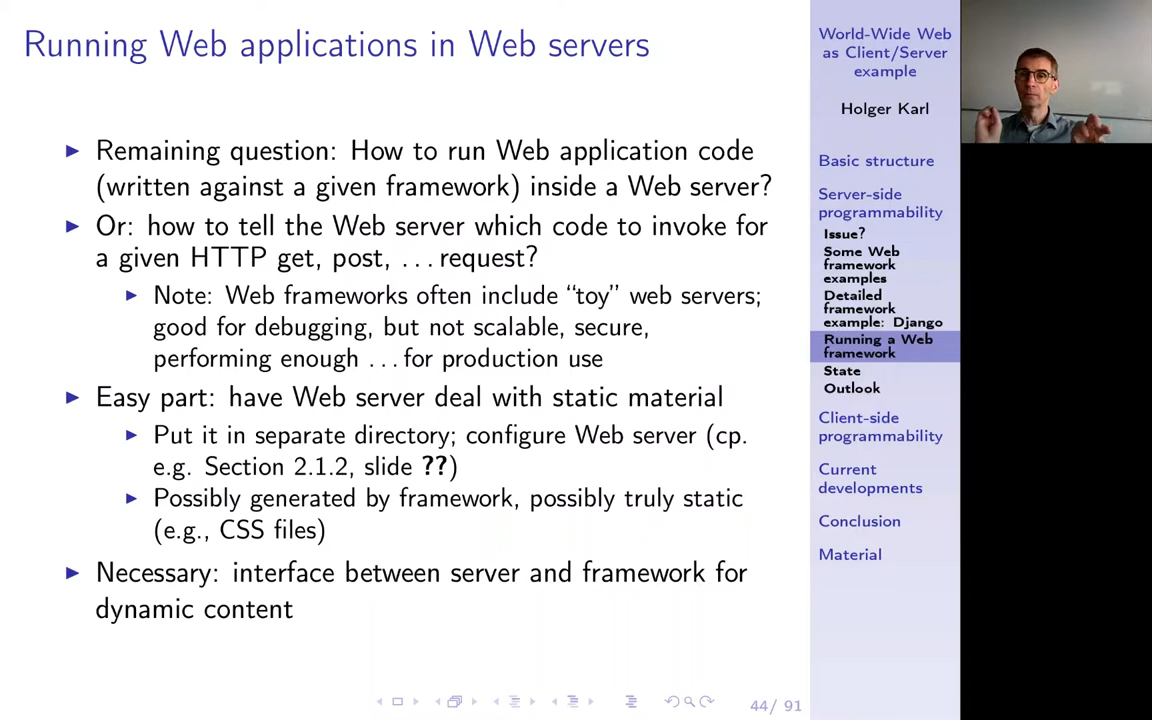 Running Web applications in Web servers
▶ Remaining question: How to run Web application code
(written against a given framework) inside a Web server?
▶ Or: how to tell the Web server which code to invoke for
a given HTTP get, post, ... request?
▶ Note: Web frameworks often include “toy” web servers;
good for debugging, but not scalable, secure,
performing enough ... for production use
▶ Easy part: have Web server deal with static material
▶ Put it in separate directory; configure Web server (cp.
e.g. Section 2.1.2, slide ??)
▶ Possibly generated by framework, possibly truly static
(e.g., CSS files)
▶ Necessary: interface between server and framework for
dynamic content
44/ 91
World-Wide Web
as Client/Server
example
Holger Karl
Basic structure
Server-side
programmability
Issue?
Some Web
framework
examples
Detailed
framework
example: Django
Running a Web
framework
State
Outlook
Client-side
programmability
Current
developments
Conclusion
Material